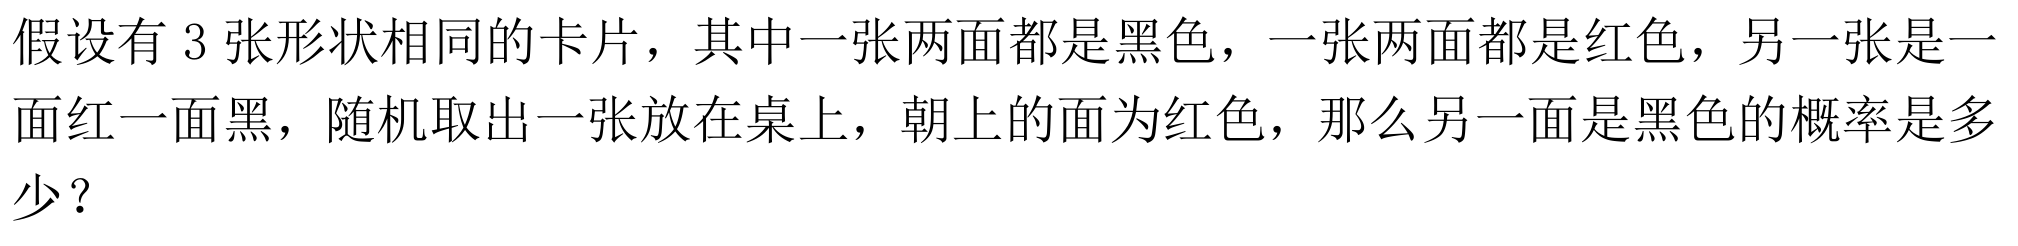 假设有 3 张形状相同的卡片，其中一张两面都是黑色，一张两面都是红色，另一张是一
面红一面黑，随机取出一张放在桌上，朝上的面为红色，那么另一面是黑色的概率是多
少？